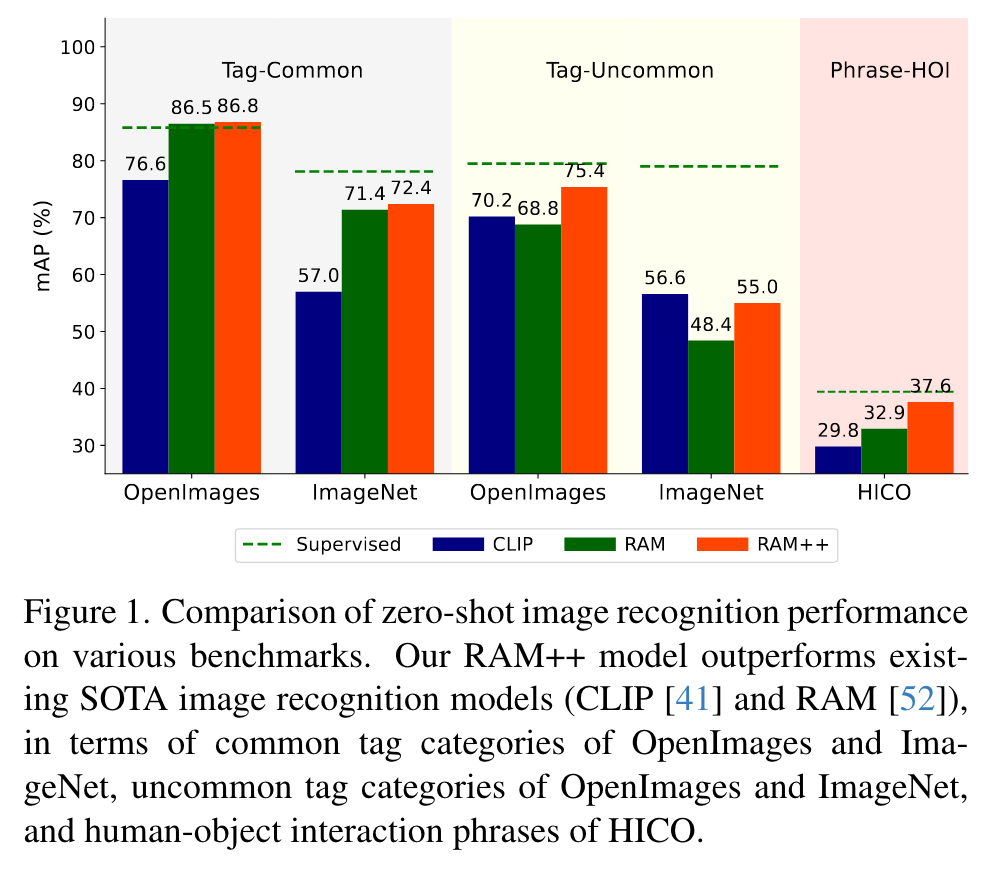 100
90
80
70
60
50
40
30
mAP (%)
Tag-Common Tag-Uncommon Phrase-HOI
76.6 86.5 86.8
57.0 71.4 72.4
70.2 68.8 75.4
56.6 48.4 55.0
29.8 32.9 37.6
OpenImages ImageNet OpenImages ImageNet HICO
Supervised CLIP RAM RAM++
Figure 1. Comparison of zero-shot image recognition performance
on various benchmarks. Our RAM++ model outperforms exist-
ing SOTA image recognition models (CLIP [41] and RAM [52]),
in terms of common tag categories of OpenImages and Ima-
geNet, uncommon tag categories of OpenImages and ImageNet,
and human-object interaction phrases of HICO.